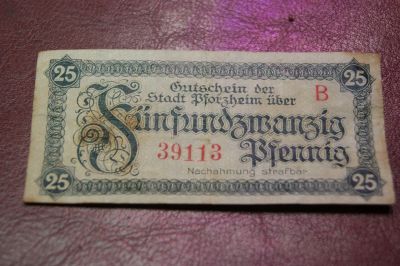 25 25
Gutschein der
Stadt Pforzheim über B
Fünfundzwanzig
39113 Pfennig
25 Nachahmung strafbar 25